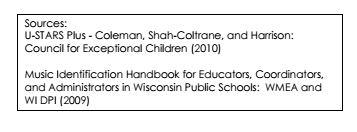 Sources:
U-STARS Plus - Coleman, Shah-Coltrane, and Harrison:
Council for Exceptional Children (2010)
Music Identification Handbook for Educators, Coordinators,
and Administrators in Wisconsin Public Schools:  WMEA and
WI DPI (2009)